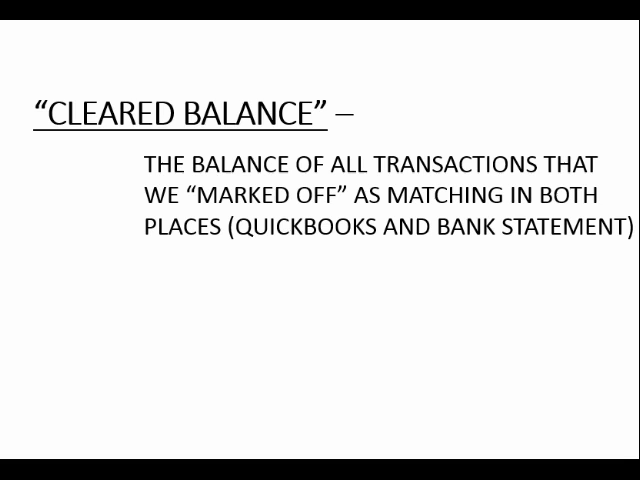 “CLEARED BALANCE” –
THE BALANCE OF ALL TRANSACTIONS THAT
WE “MARKED OFF” AS MATCHING IN BOTH
PLACES (QUICKBOOKS AND BANK STATEMENT)